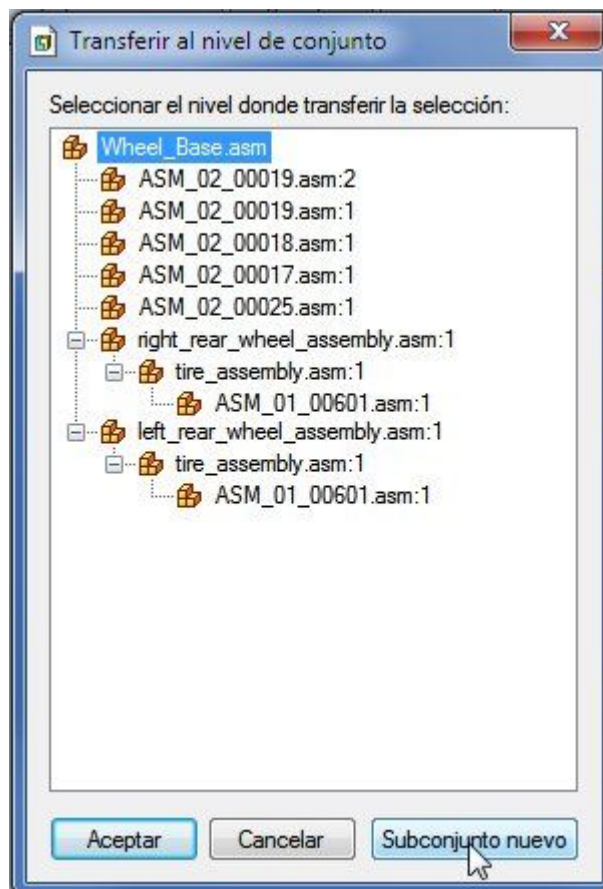 Transferir al nivel de conjunto
Seleccionar el nivel donde transferir la selección:
Wheel_Base.asm
ASM_02_00019.asm:2
ASM_02_00019.asm:1
ASM_02_00018.asm:1
ASM_02_00017.asm:1
ASM_02_00025.asm:1
right_rear_wheel_assembly.asm:1
tire_assembly.asm:1
ASM_01_00601.asm:1
left_rear_wheel_assembly.asm:1
tire_assembly.asm:1
ASM_01_00601.asm:1
Aceptar Cancelar Subconjunto nuevo